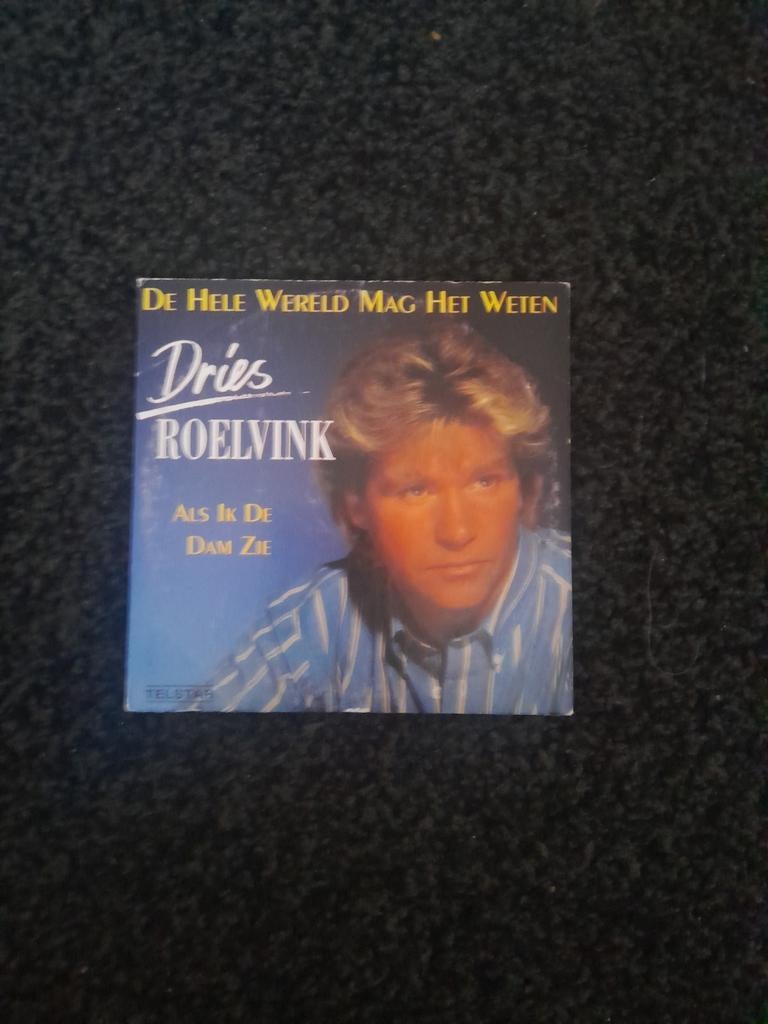 De Hele Wereld Mag Het Weten
Dries
ROELVINK
Als Ik De
Dam Zie
TELSTAR